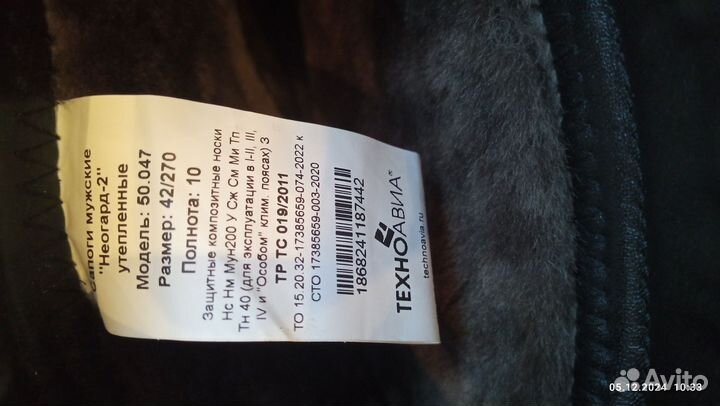 Сапоги мужские
"Неогард-2"
утепленные
Модель: 50.047
Размер: 42/270
Полнота: 10
Защитные композитные носки
Нс Нм Мун200 У Сж См Ми Тп
Тн 40 (для эксплуатации в I-II, III,
IV и "Особом" клим. поясах) З
ТР ТС 019/2011
ТО 15.20.32-17385659-074-2022 к
СТО 17385659-003-2020
1868241187442
ТЕХНОАВИА®
technoavia.ru
05.12.2024 10:33
Avito